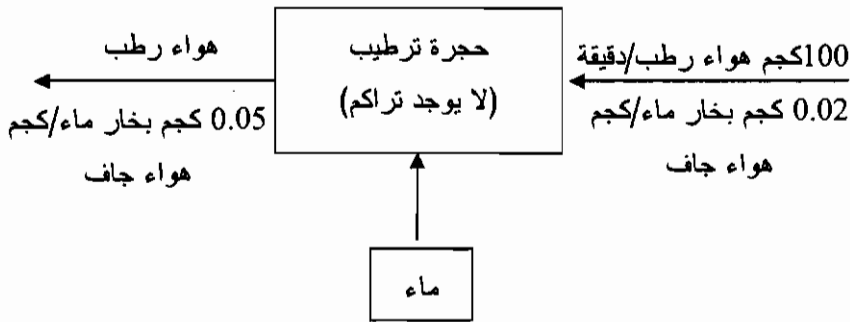 100كجم هواء رطب/دقيقة
0.02 كجم بخار ماء/كجم
هواء جاف
حجرة ترطيب
(لا يوجد تراكم)
هواء رطب
0.05 كجم بخار ماء/كجم
هواء جاف
ماء